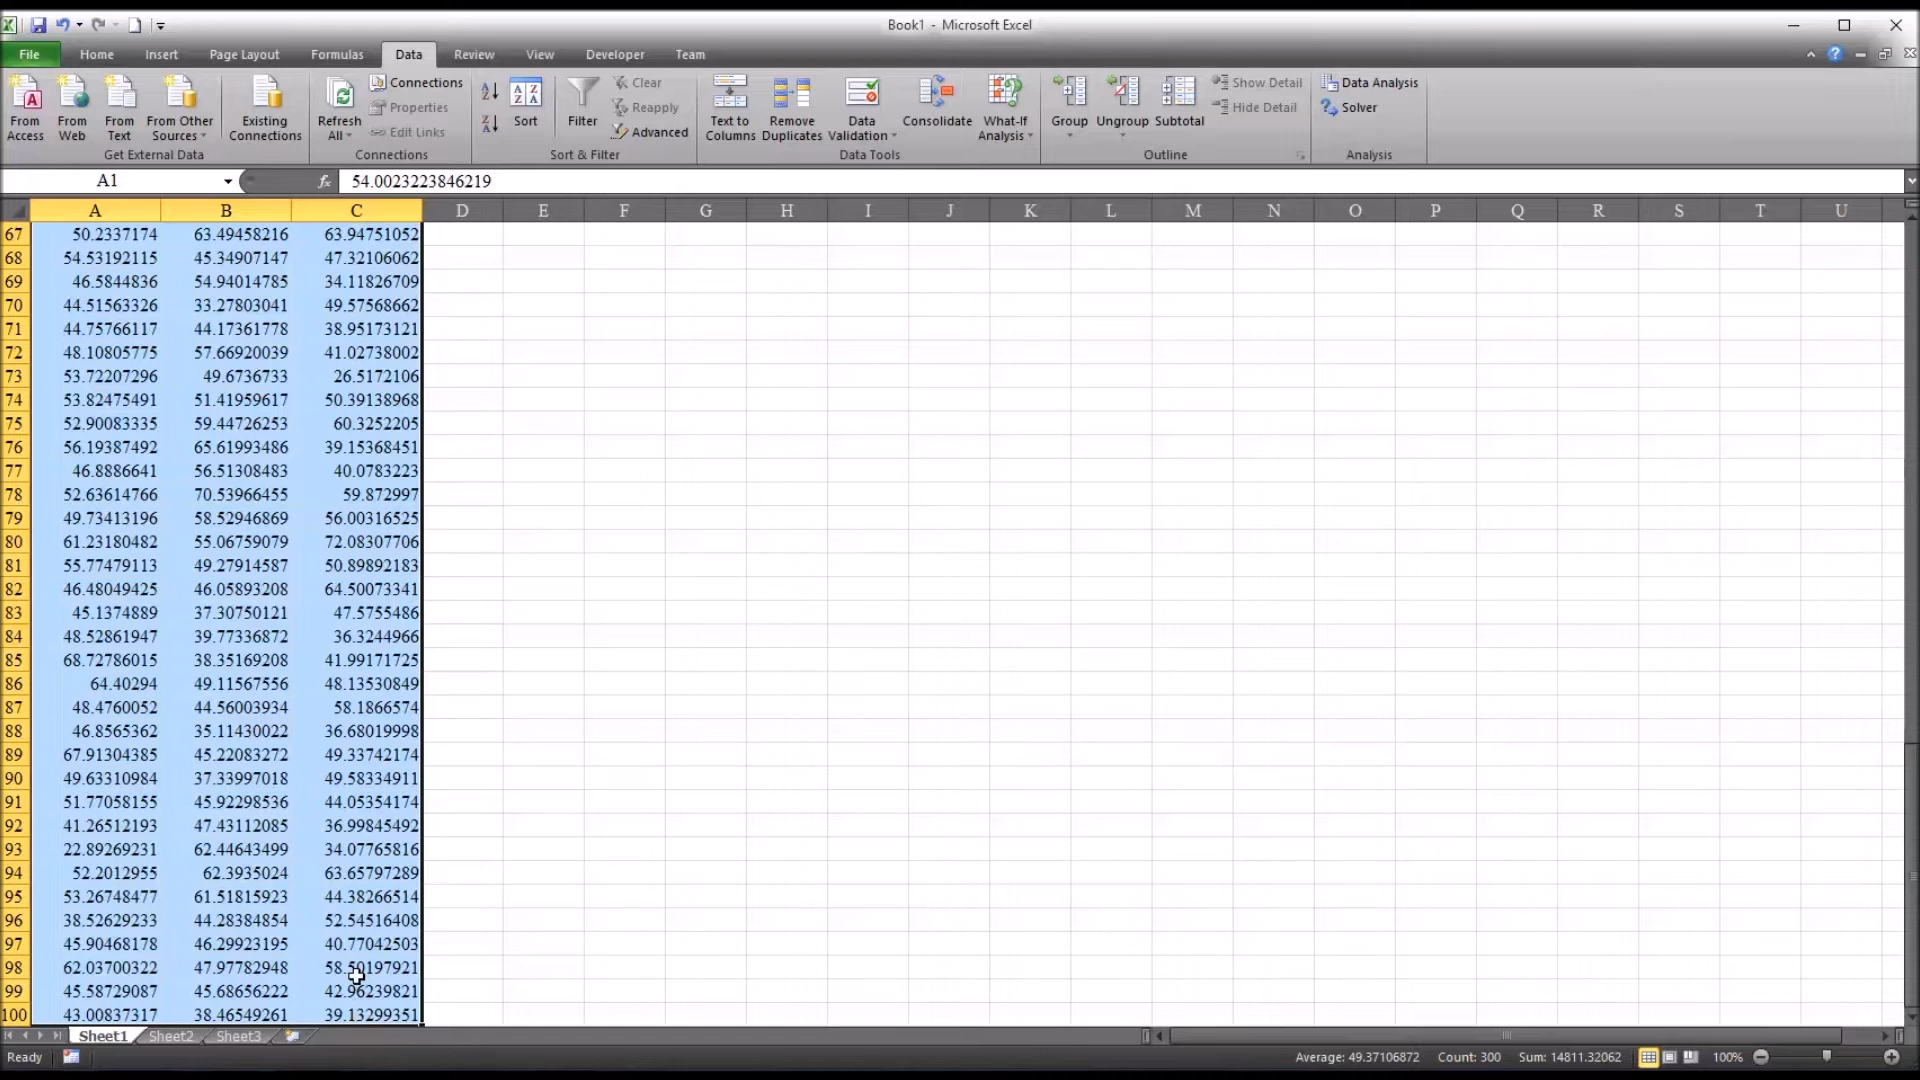 Book1 - Microsoft Excel
File Home Insert Page Layout Formulas Data Review View Developer Team
From Access From Web From Text From Other Sources Existing Connections Refresh All Connections Properties Edit Links Sort Filter Clear Reapply Advanced Text to Columns Remove Duplicates Data Validation Consolidate What-If Analysis Group Ungroup Subtotal Show Detail Hide Detail Data Analysis Solver
Get External Data Connections Sort & Filter Data Tools Outline Analysis
A1 fx 54.0023223846219
A B C D E F G H I J K L M N O P Q R S T U
67 50.2337174 63.49458216 63.94751052
68 54.53192115 45.34907147 47.32106062
69 46.5844836 54.94014785 34.11826709
70 44.51563326 33.27803041 49.57568662
71 44.75766117 44.17361778 38.95173121
72 48.10805775 57.66920039 41.02738002
73 53.72207296 49.6736733 26.5172106
74 53.82475491 51.41959617 50.39138968
75 52.90083335 59.44726253 60.3252205
76 56.19387492 65.61993486 39.15368451
77 46.8886641 56.51308483 40.0783223
78 52.63614766 70.53966455 59.872997
79 49.73413196 58.52946869 56.00316525
80 61.23180482 55.06759079 72.08307706
81 55.77479113 49.27914587 50.89892183
82 46.48049425 46.05893208 64.50073341
83 45.1374889 37.30750121 47.5755486
84 48.52861947 39.77336872 36.3244966
85 68.72786015 38.35169208 41.99171725
86 64.40294 49.11567556 48.13530849
87 48.4760052 44.56003934 58.1866574
88 46.8565362 35.11430022 36.68019998
89 67.91304385 45.22083272 49.33742174
90 49.63310984 37.33997018 49.58334911
91 51.77058155 45.92298536 44.05354174
92 41.26512193 47.43112085 36.99845492
93 22.89269231 62.44643499 34.07765816
94 52.2012955 62.3935024 63.65797289
95 53.26748477 61.51815923 44.38266514
96 38.52629233 44.28384854 52.54516408
97 45.90468178 46.29923195 40.77042503
98 62.03700322 47.97782948
99 45.58729087 45.68656222 42.96239821
100 43.00837317 38.46549261 39.13299351
Sheet1 Sheet2 Sheet3
Ready Average: 49.37106872 Count: 300 Sum: 14811.32062 100%